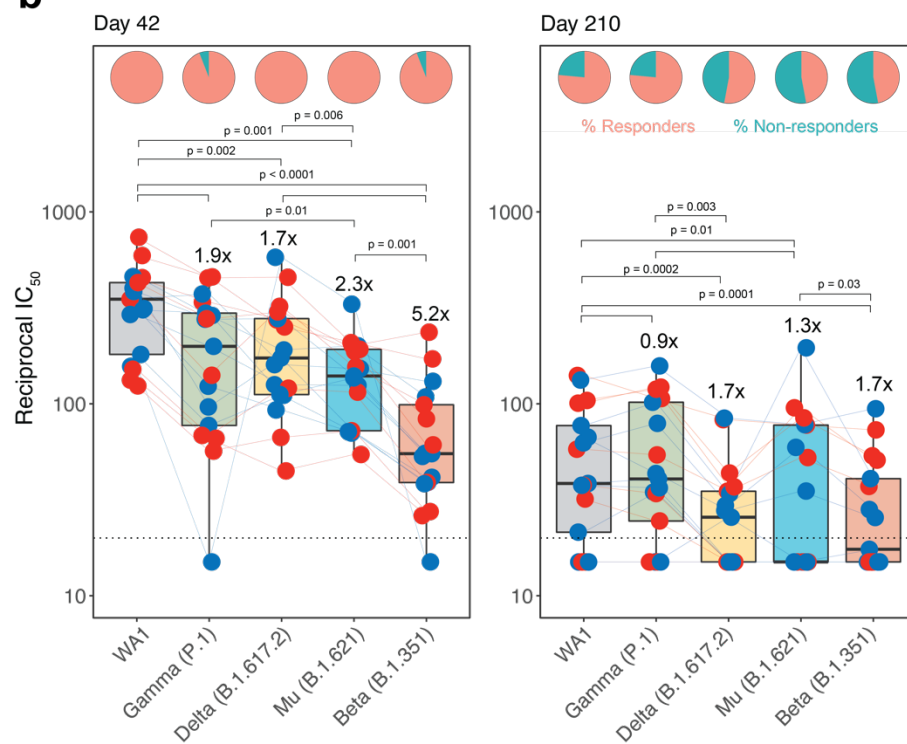 b
Day 42
p = 0.006
p = 0.001
p = 0.002
p < 0.0001
p = 0.01
p = 0.001
1.9x
1.7x
2.3x
5.2x
Reciprocal IC50
1000
100
10
WA1
Gamma (P.1)
Delta (B.1.617.2)
Mu (B.1.621)
Beta (B.1.351)
Day 210
% Responders
% Non-responders
p = 0.003
p = 0.01
p = 0.0002
p = 0.03
p = 0.0001
0.9x
1.7x
1.3x
1.7x
1000
100
10
WA1
Gamma (P.1)
Delta (B.1.617.2)
Mu (B.1.621)
Beta (B.1.351)